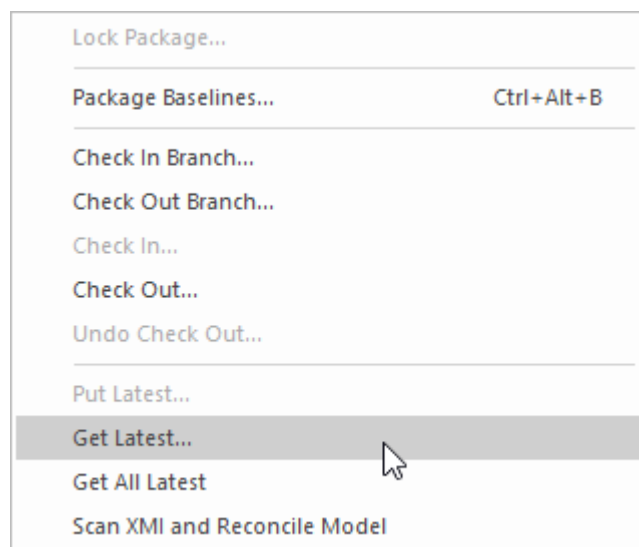 Lock Package...
Package Baselines... Ctrl+Alt+B
Check In Branch...
Check Out Branch...
Check In...
Check Out...
Undo Check Out...
Put Latest...
Get Latest...
Get All Latest
Scan XMI and Reconcile Model